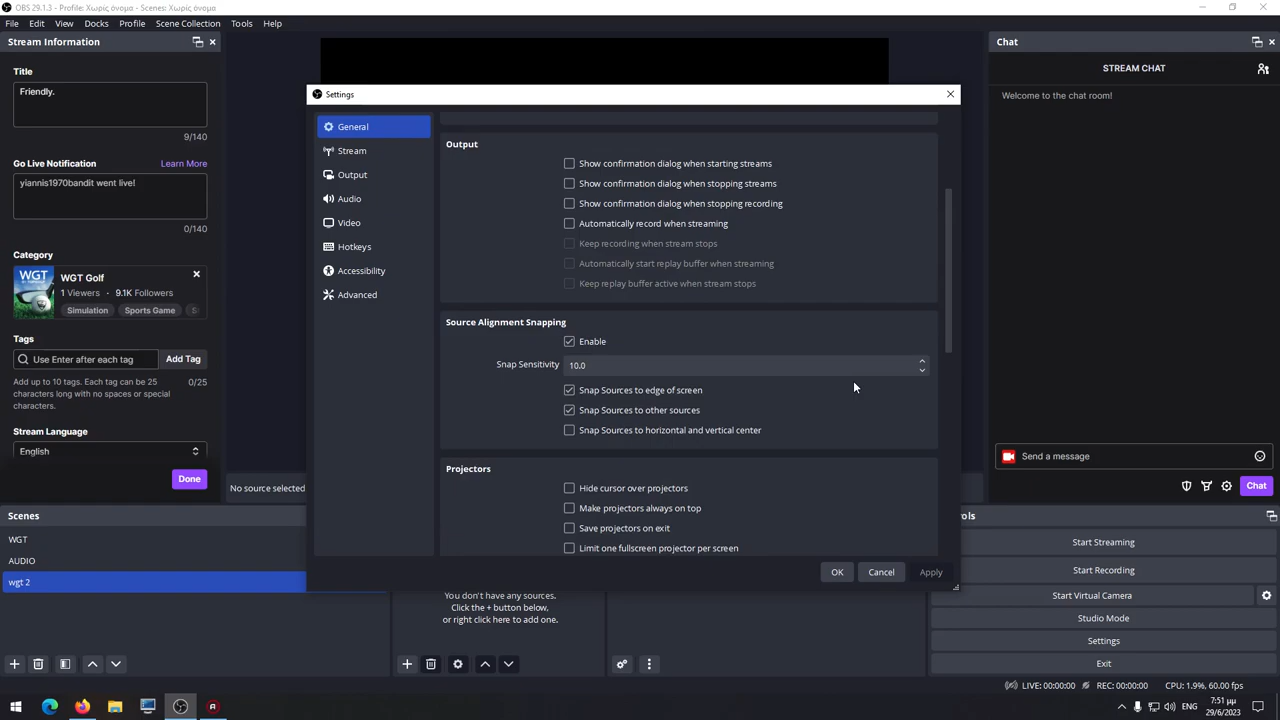 OBS 29.1.3 - Profile: Χωρίς όνομα - Scenes: Χωρίς όνομα
File Edit View Docks Profile Scene Collection Tools Help
Stream Information
Title
Friendly.
9/140
Go Live Notification Learn More
yiannis1970bandit went live!
0/140
Category
WGT
WGT Golf
1 Viewers · 9.1K Followers
Simulation Sports Game S
Tags
Use Enter after each tag Add Tag
Add up to 10 tags. Each tag can be 25
characters long with no spaces or special
characters.
0/25
Stream Language
English
Done
No source selected
Settings
General
Stream
Output
Audio
Video
Hotkeys
Accessibility
Advanced
Output
Show confirmation dialog when starting streams
Show confirmation dialog when stopping streams
Show confirmation dialog when stopping recording
Automatically record when streaming
Keep recording when stream stops
Automatically start replay buffer when streaming
Keep replay buffer active when stream stops
Source Alignment Snapping
Enable
Snap Sensitivity 10.0
Snap Sources to edge of screen
Snap Sources to other sources
Snap Sources to horizontal and vertical center
Projectors
Hide cursor over projectors
Make projectors always on top
Save projectors on exit
Limit one fullscreen projector per screen
OK Cancel Apply
Chat
STREAM CHAT
Welcome to the chat room!
Send a message
Chat
Scenes
WGT
AUDIO
wgt 2
You don't have any sources.
Click the + button below,
or right click here to add one.
ols
Start Streaming
Start Recording
Start Virtual Camera
Studio Mode
Settings
Exit
LIVE: 00:00:00 REC: 00:00:00 CPU: 1.9%, 60.00 fps
ΕΝG
7:51 μμ
29/6/2023